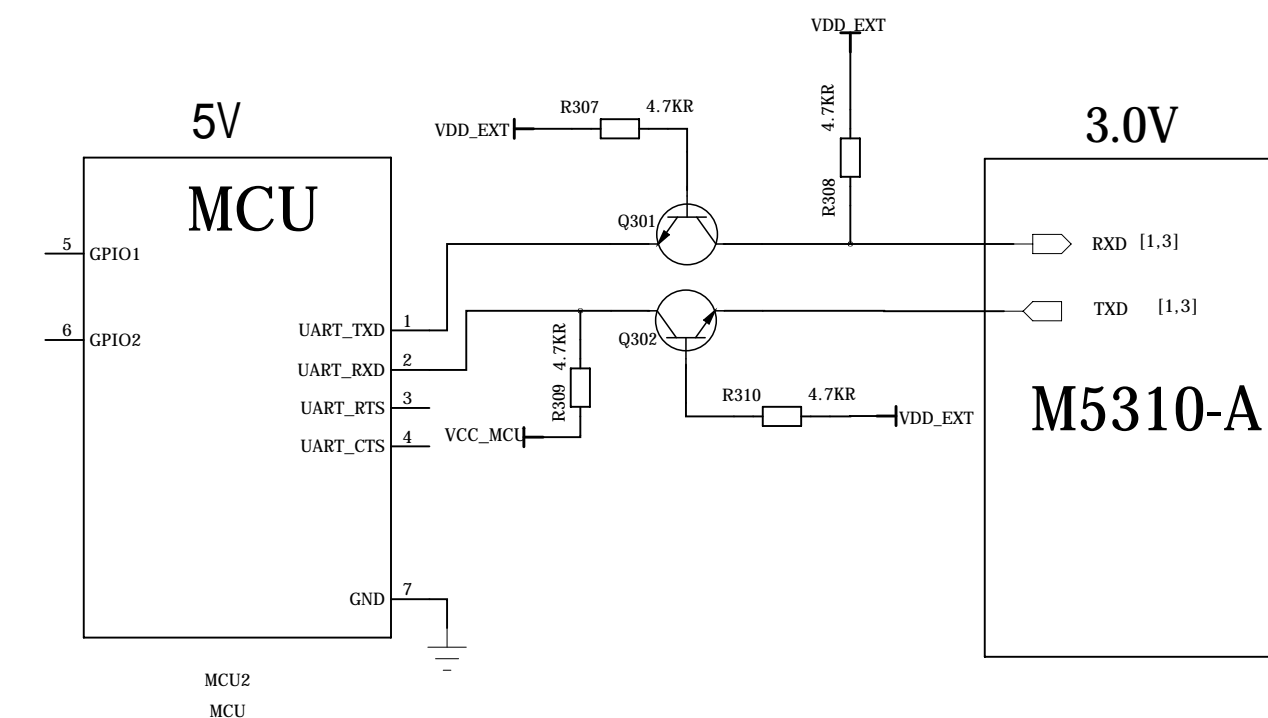 VDD_EXT
5V
R307 4.7KR
VDD_EXT
4.7KR
R308
3.0V
MCU
Q301
5 GPIO1
RXD [1,3]
6 GPIO2
UART_TXD 1
Q302
TXD [1,3]
UART_RXD 2
4.7KR
R309
UART_RTS 3
R310 4.7KR
VDD_EXT
M5310-A
UART_CTS 4
VCC_MCU
GND 7
MCU2
MCU